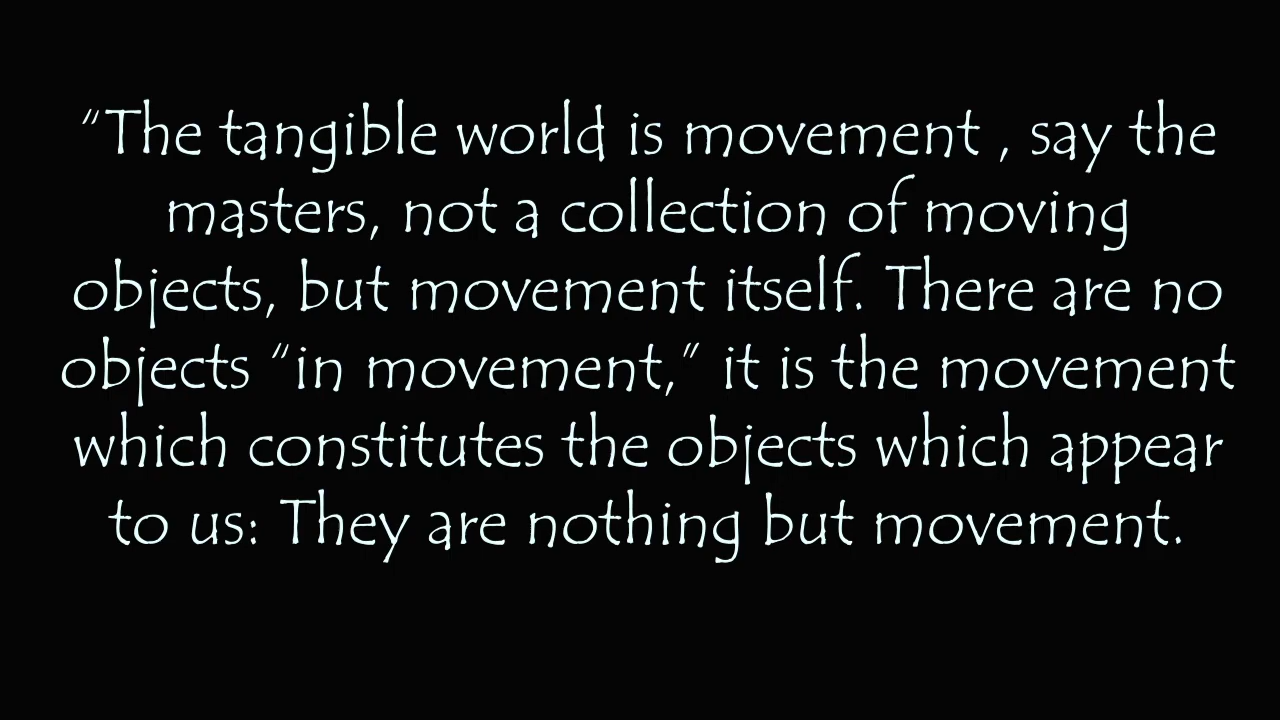 “The tangible world is movement , say the
masters, not a collection of moving
objects, but movement itself. There are no
objects “in movement,” it is the movement
which constitutes the objects which appear
to us: They are nothing but movement.